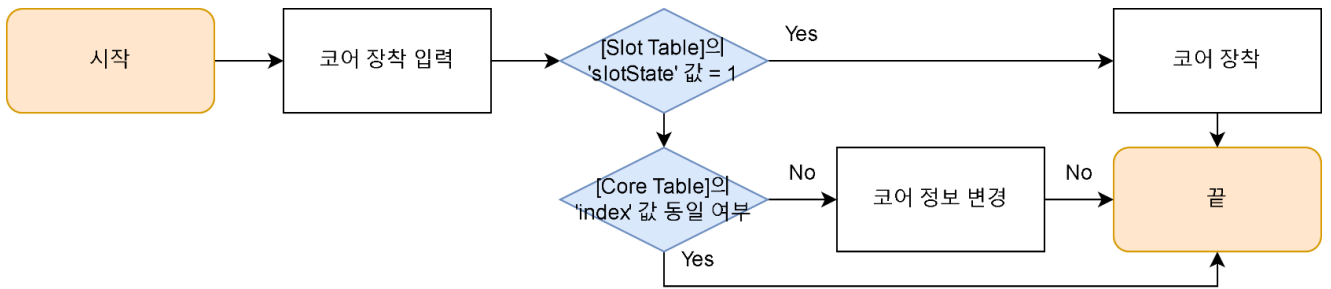 시작
코어 장착 입력
[Slot Table]의
'slotState' 값 = 1
Yes
코어 장착
[Core Table]의
'index' 값 동일 여부
No
코어 정보 변경
No
끝
Yes